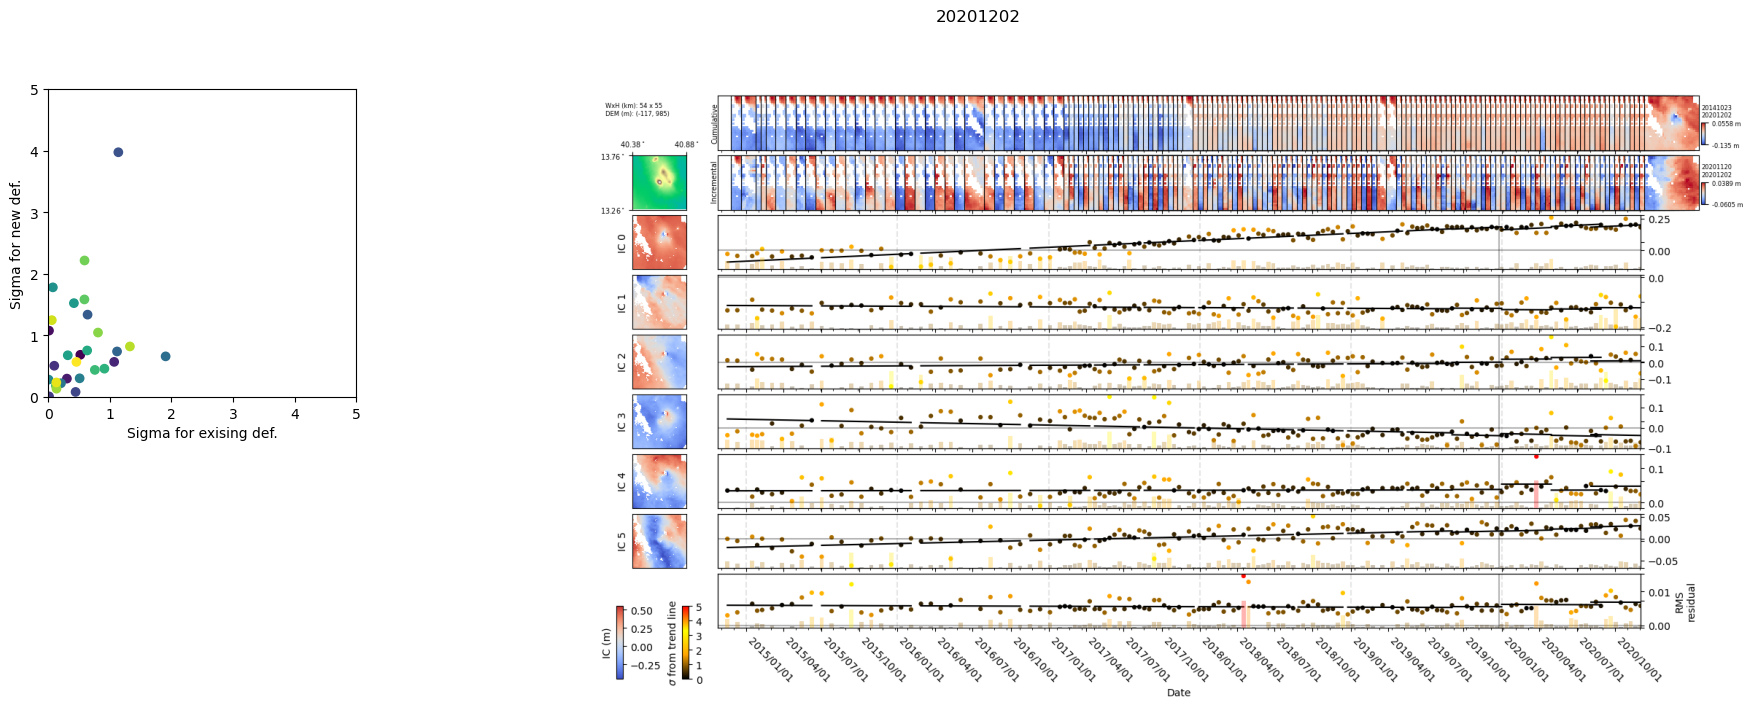 20201202
5
4
3
2
1
0
Sigma for new def.
0 1 2 3 4 5
Sigma for exising def.
WxH (km): 54 x 55
DEM (m): (-117, 985)
40.38° 40.88°
13.76°
13.26°
Cumulative
20141023
20201202
0.0558 m
-0.135 m
Incremental
20201120
20201202
0.0389 m
-0.0605 m
IC 0
0.25
0.00
IC 1
0.0
−0.2
IC 2
0.1
0.0
−0.1
IC 3
0.1
0.0
−0.1
IC 4
0.1
0.0
IC 5
0.05
0.00
−0.05
0.01
0.00
RMS
residual
IC (m)
0.50
0.25
0.00
−0.25
σ from trend line
5
4
3
2
1
0
2015/01/01 2015/04/01 2015/07/01 2015/10/01 2016/01/01 2016/04/01 2016/07/01 2016/10/01 2017/01/01 2017/04/01 2017/07/01 2017/10/01 2018/01/01 2018/04/01 2018/07/01 2018/10/01 2019/01/01 2019/04/01 2019/07/01 2019/10/01 2020/01/01 2020/04/01 2020/07/01 2020/10/01
Date